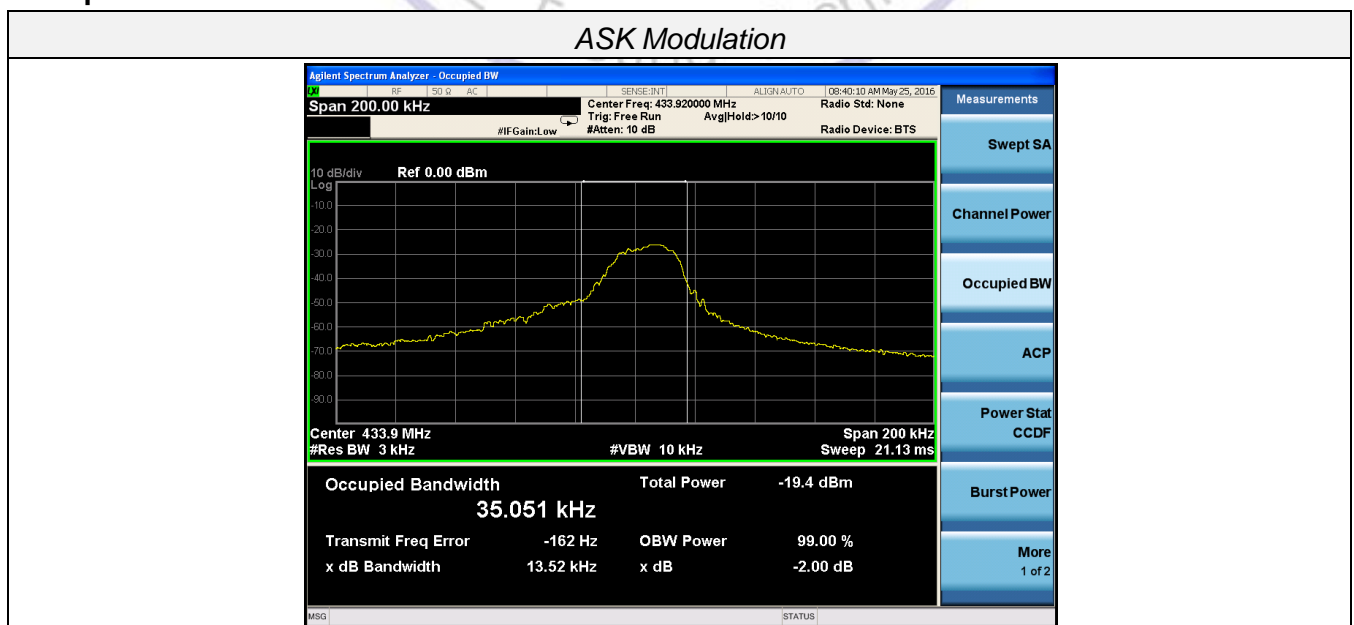 ASK Modulation
Agilent Spectrum Analyzer - Occupied BW
LXI RF 50 Ω AC SENSE:INT ALIGN AUTO 08:40:10 AM May 25, 2016
Span 200.00 kHz Center Freq: 433.920000 MHz Radio Std: None
Trig: Free Run Avg|Hold:> 10/10
#IFGain:Low #Atten: 10 dB Radio Device: BTS
10 dB/div Ref 0.00 dBm
Log
-10.0
-20.0
-30.0
-40.0
-50.0
-60.0
-70.0
-80.0
-90.0
Center 433.9 MHz Span 200 kHz
#Res BW 3 kHz #VBW 10 kHz Sweep 21.13 ms
Occupied Bandwidth Total Power -19.4 dBm
35.051 kHz
Transmit Freq Error -162 Hz OBW Power 99.00 %
x dB Bandwidth 13.52 kHz x dB -2.00 dB
MSG STATUS
Measurements
Swept SA
Channel Power
Occupied BW
ACP
Power Stat
CCDF
Burst Power
More
1 of 2